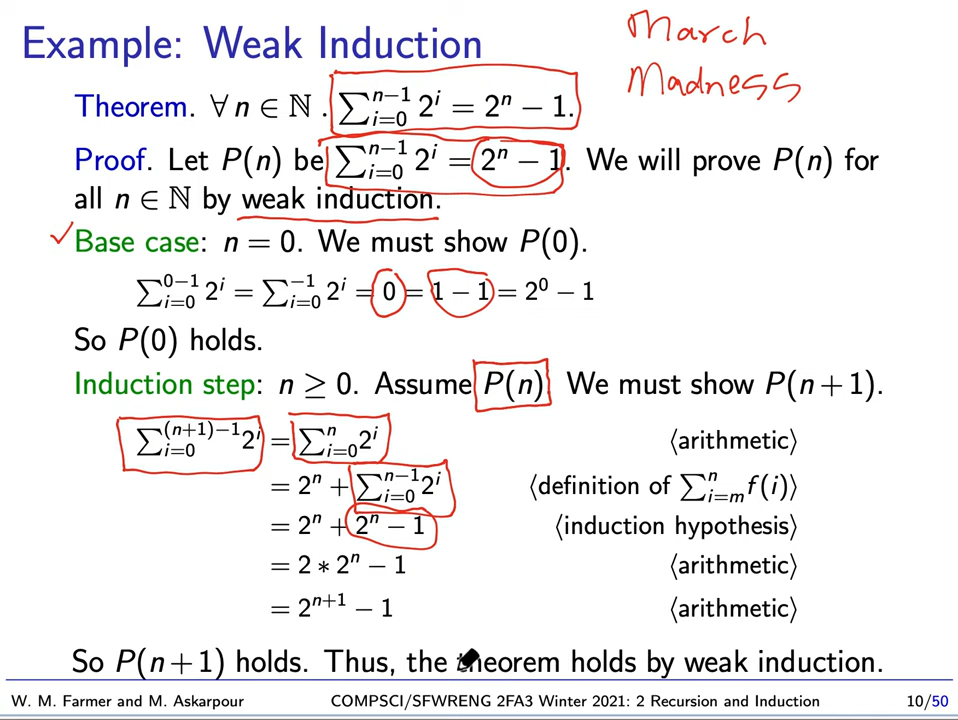 Example: Weak Induction
March
Madness
Theorem. ∀ n ∈ ℕ . ∑_{i=0}^{n−1} 2^i = 2^n − 1.
Proof. Let P(n) be ∑_{i=0}^{n−1} 2^i = 2^n − 1. We will prove P(n) for
all n ∈ ℕ by weak induction.
Base case: n = 0. We must show P(0).
∑_{i=0}^{0−1} 2^i = ∑_{i=0}^{−1} 2^i = 0 = 1 − 1 = 2^0 − 1
So P(0) holds.
Induction step: n ≥ 0. Assume P(n). We must show P(n + 1).
∑_{i=0}^{(n+1)−1} 2^i = ∑_{i=0}^{n} 2^i ⟨arithmetic⟩
= 2^n + ∑_{i=0}^{n−1} 2^i ⟨definition of ∑_{i=m}^{n} f(i)⟩
= 2^n + 2^n − 1 ⟨induction hypothesis⟩
= 2 ∗ 2^n − 1 ⟨arithmetic⟩
= 2^{n+1} − 1 ⟨arithmetic⟩
So P(n + 1) holds. Thus, the theorem holds by weak induction.
W. M. Farmer and M. Askarpour COMPSCI/SFWRENG 2FA3 Winter 2021: 2 Recursion and Induction 10/50